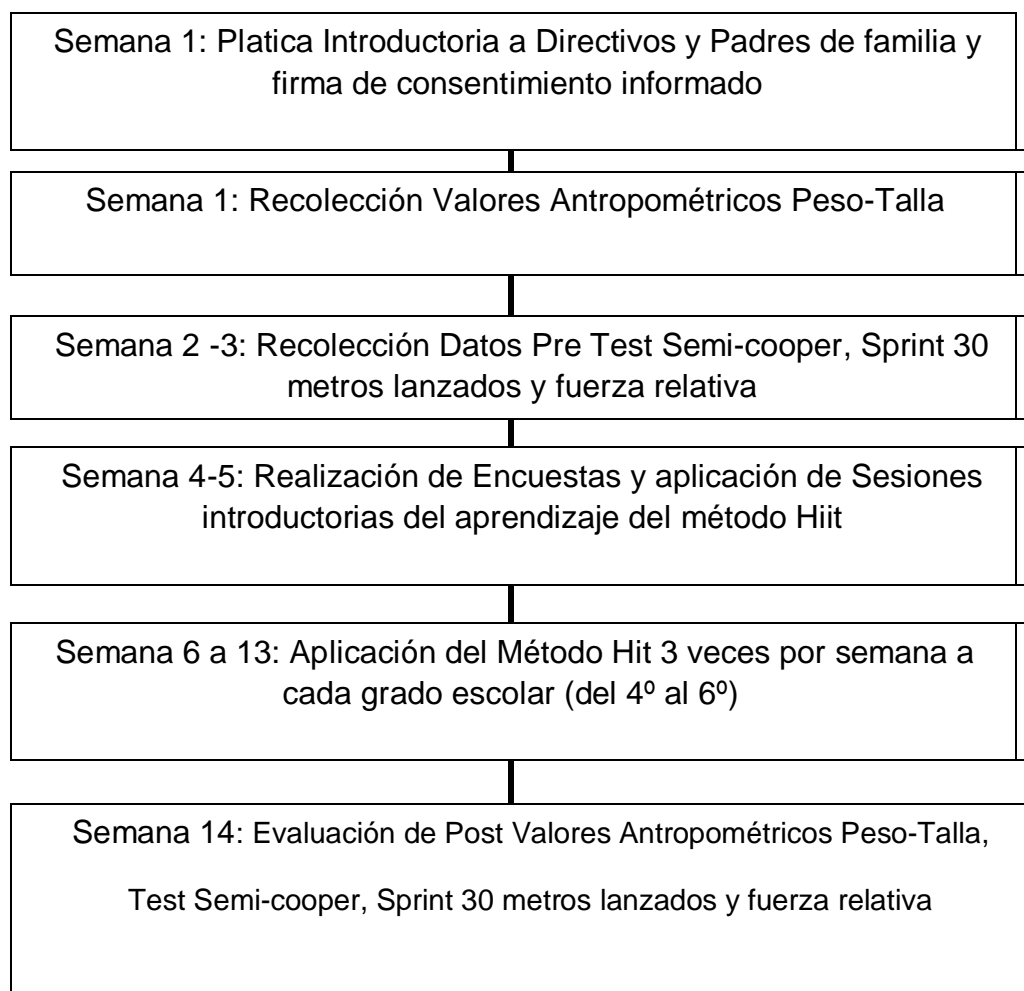 Semana 1: Platica Introductoria a Directivos y Padres de familia y
firma de consentimiento informado
Semana 1: Recolección Valores Antropométricos Peso-Talla
Semana 2 -3: Recolección Datos Pre Test Semi-cooper, Sprint 30
metros lanzados y fuerza relativa
Semana 4-5: Realización de Encuestas y aplicación de Sesiones
introductorias del aprendizaje del método Hiit
Semana 6 a 13: Aplicación del Método Hit 3 veces por semana a
cada grado escolar (del 4º al 6º)
Semana 14: Evaluación de Post Valores Antropométricos Peso-Talla,
Test Semi-cooper, Sprint 30 metros lanzados y fuerza relativa